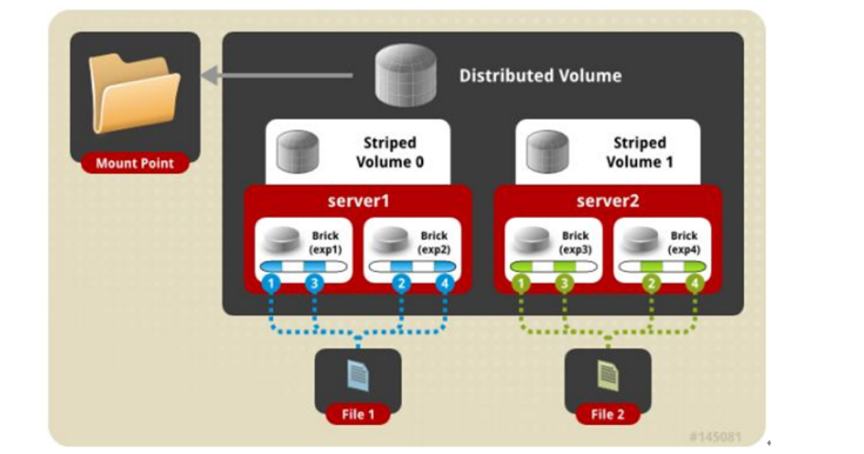 Distributed Volume
Mount Point
Striped
Volume 0
Striped
Volume 1
server1
server2
Brick
(exp1)
Brick
(exp2)
Brick
(exp3)
Brick
(exp4)
1
3
2
4
1
3
2
4
File 1
File 2
#145081